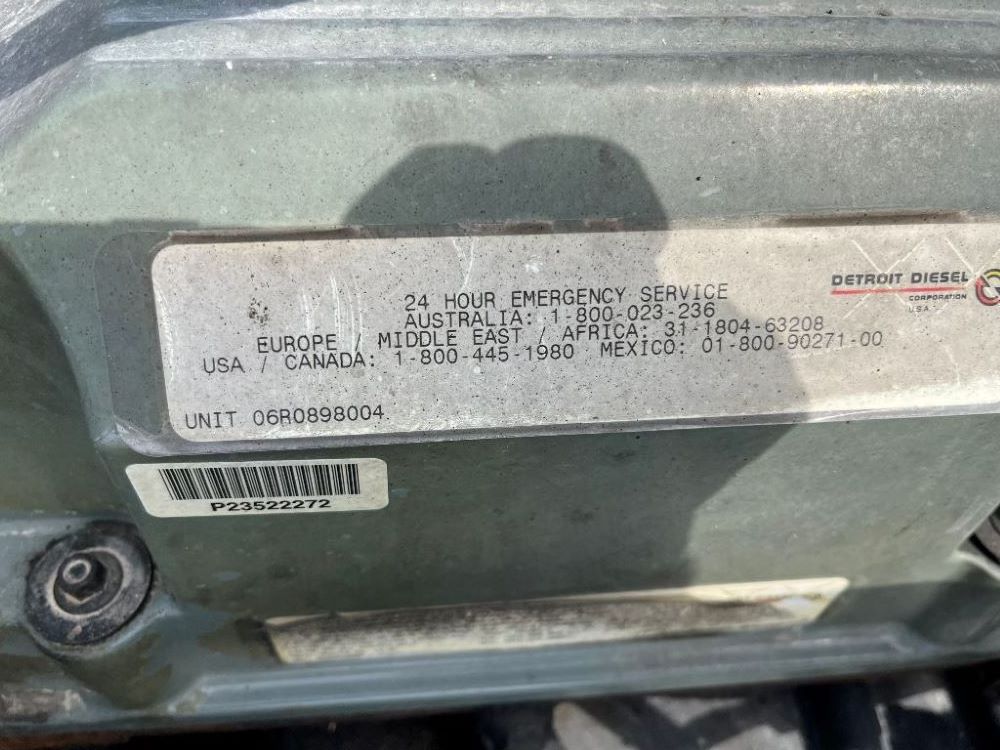 DETROIT DIESEL
CORPORATION
USA
24 HOUR EMERGENCY SERVICE
AUSTRALIA: 1-800-023-236
EUROPE / MIDDLE EAST / AFRICA: 31-1804-63208
USA / CANADA: 1-800-445-1980 MEXICO: 01-800-90271-00
UNIT 06R0898004
P23522272